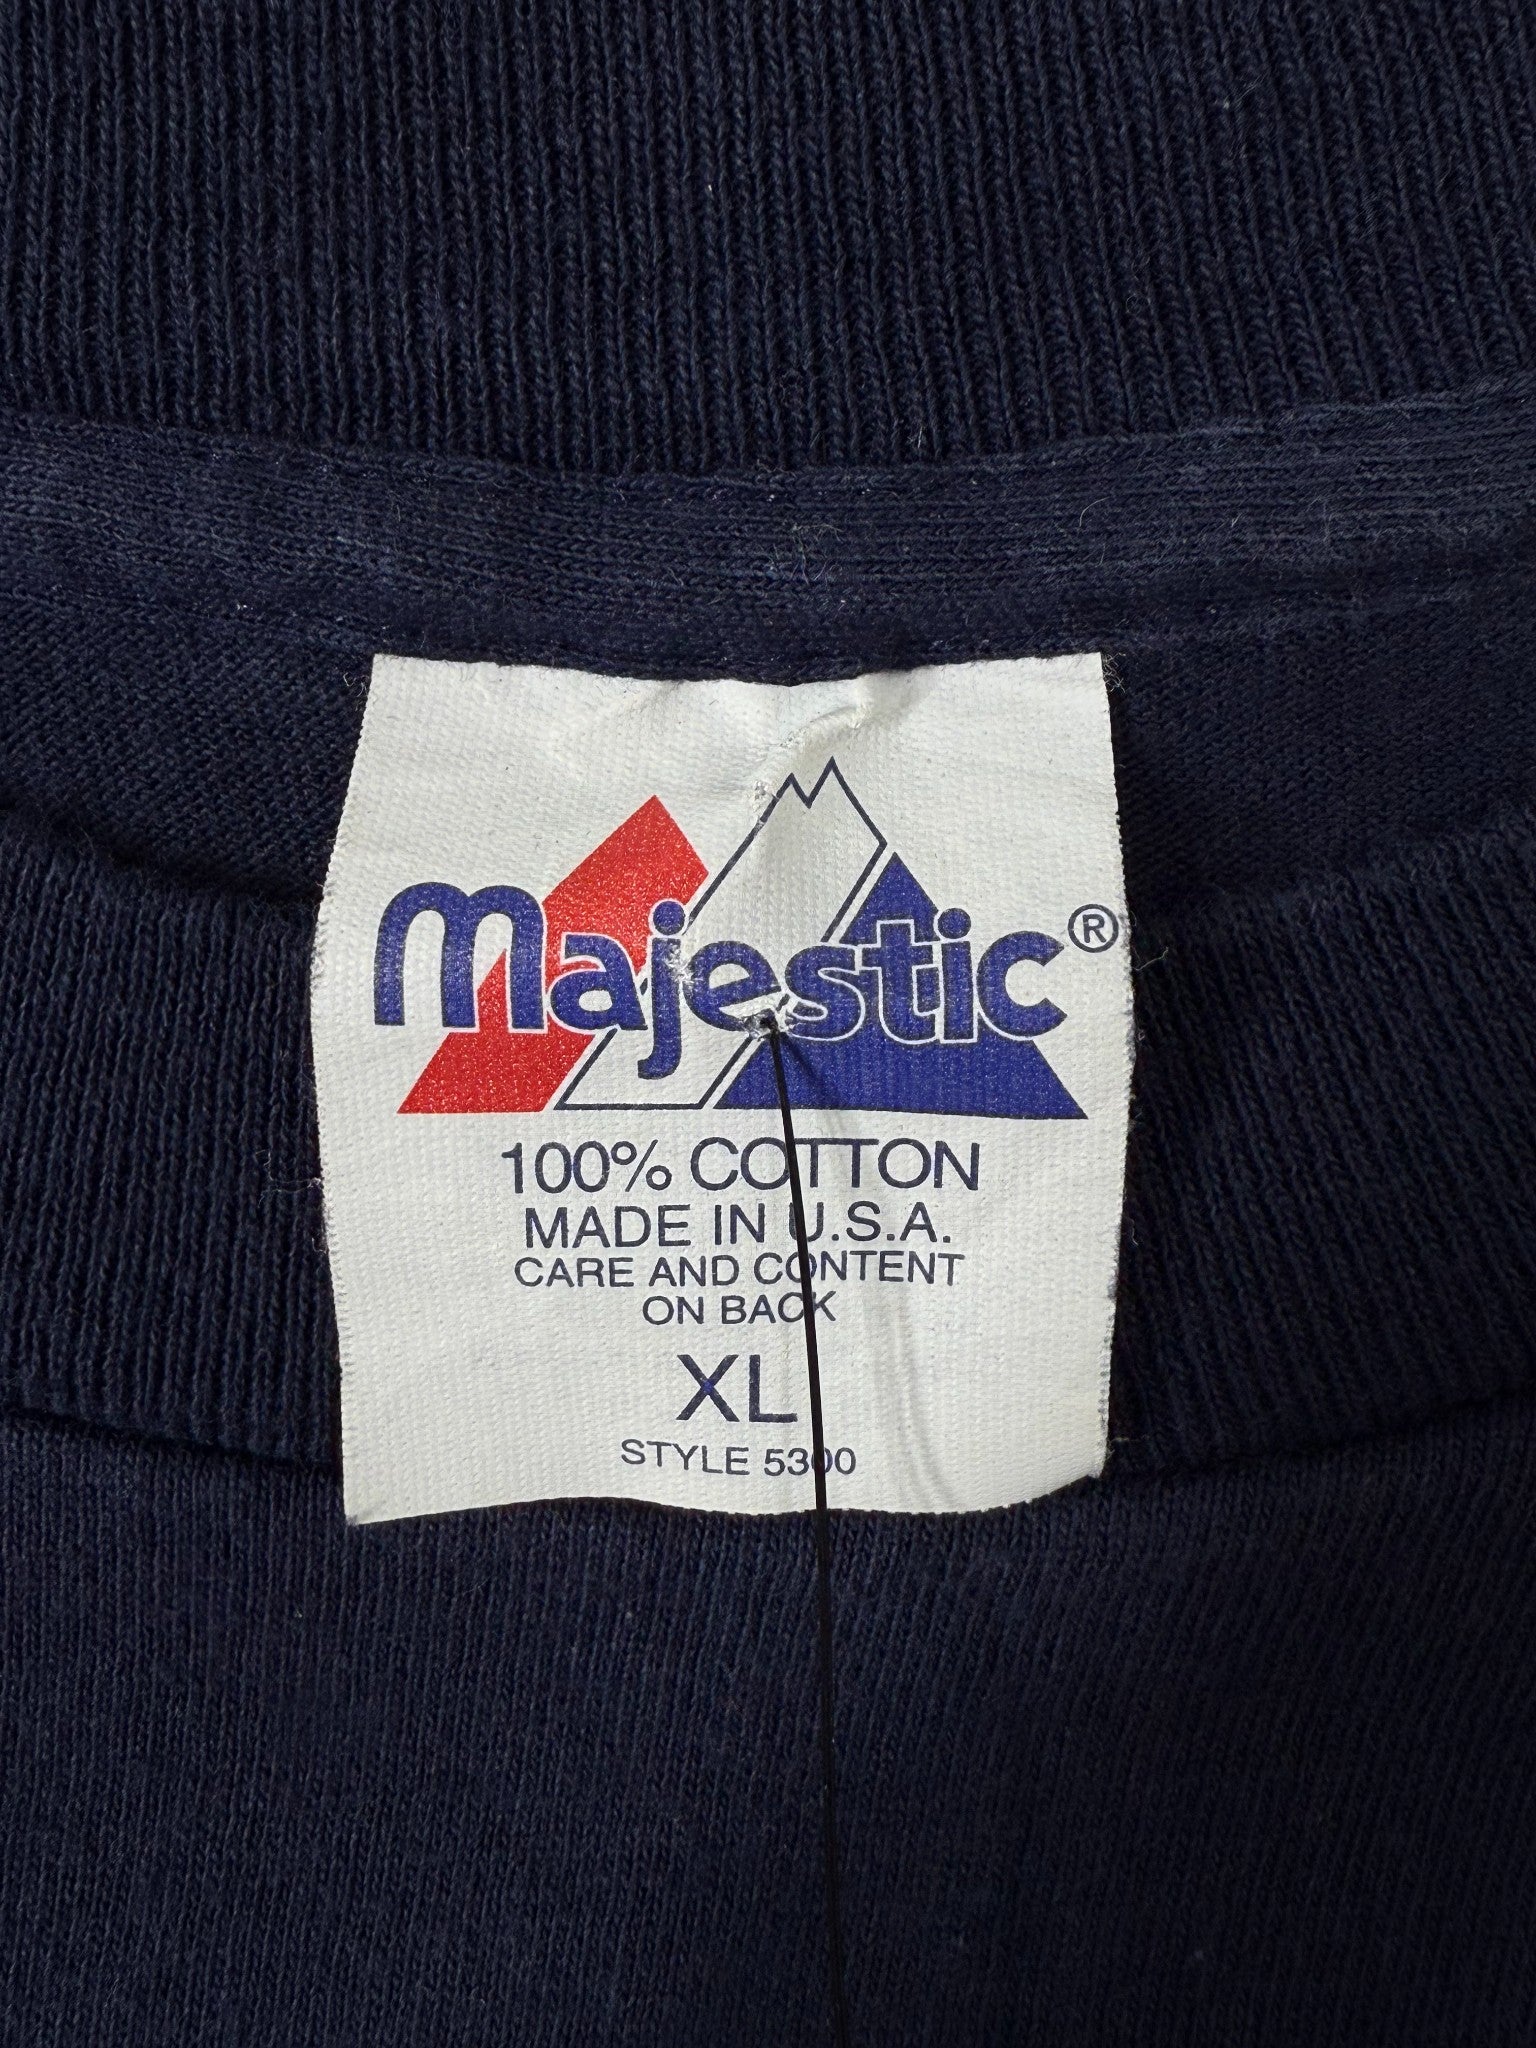 Majestic®
100% COTTON
MADE IN U.S.A.
CARE AND CONTENT
ON BACK
XL
STYLE 5300